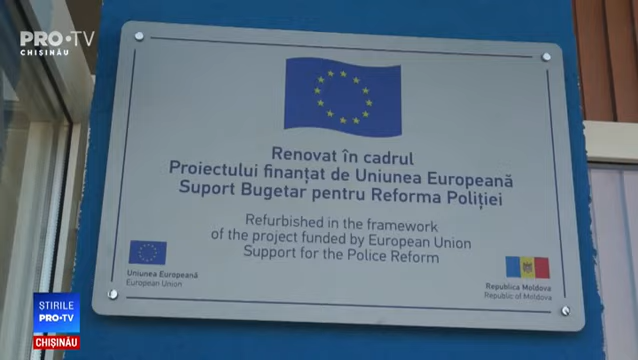 PRO•TV
CHIȘINĂU
Renovat în cadrul
Proiectului finanțat de Uniunea Europeană
Suport Bugetar pentru Reforma Poliției
Refurbished in the framework
of the project funded by European Union
Support for the Police Reform
Uniunea Europeană
European Union
Republica Moldova
Republic of Moldova
ȘTIRILE
PRO•TV
CHIȘINĂU